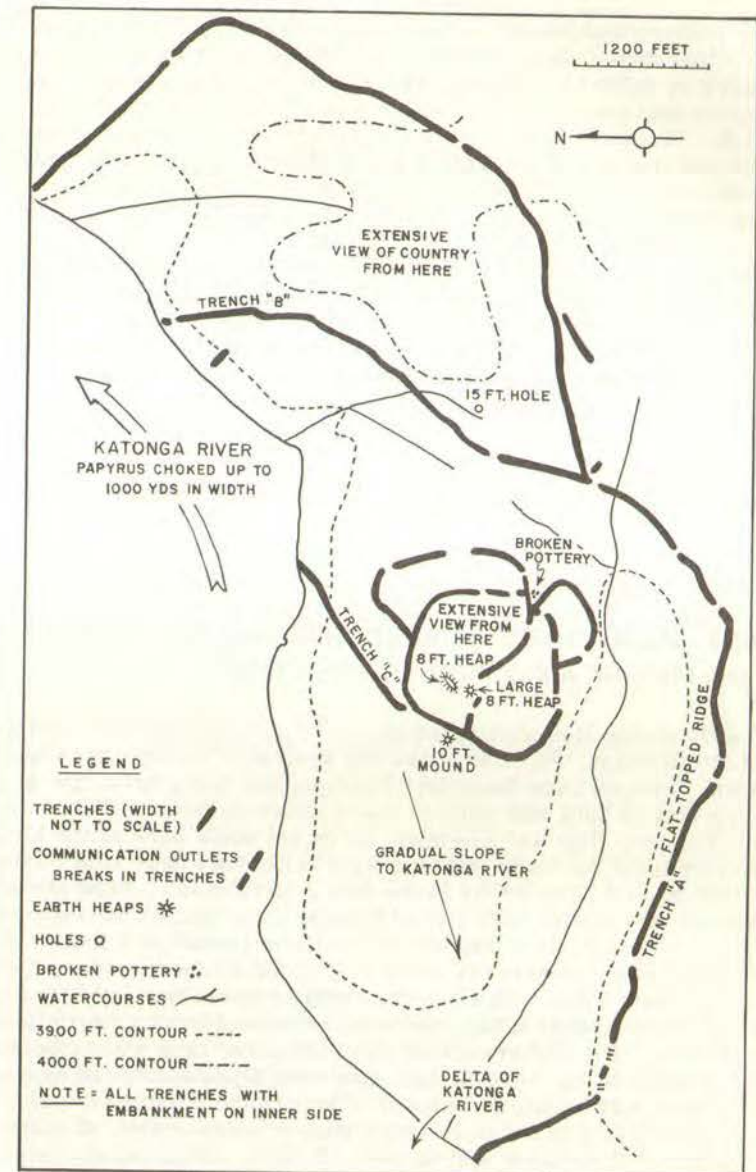 1200 FEET
N
EXTENSIVE
VIEW OF COUNTRY
FROM HERE
TRENCH "B"
15 FT. HOLE
KATONGA RIVER
PAPYRUS CHOKED UP TO
1000 YDS IN WIDTH
BROKEN
POTTERY
EXTENSIVE
VIEW FROM
HERE
8 FT. HEAP
LARGE
8 FT. HEAP
TRENCH "C"
10 FT.
MOUND
FLAT-TOPPED RIDGE
TRENCH "A"
GRADUAL SLOPE
TO KATONGA RIVER
DELTA OF
KATONGA
RIVER
LEGEND
TRENCHES (WIDTH
NOT TO SCALE)
COMMUNICATION OUTLETS
BREAKS IN TRENCHES
EARTH HEAPS
HOLES
BROKEN POTTERY
WATERCOURSES
3900 FT. CONTOUR
4000 FT. CONTOUR
NOTE = ALL TRENCHES WITH
EMBANKMENT ON INNER SIDE